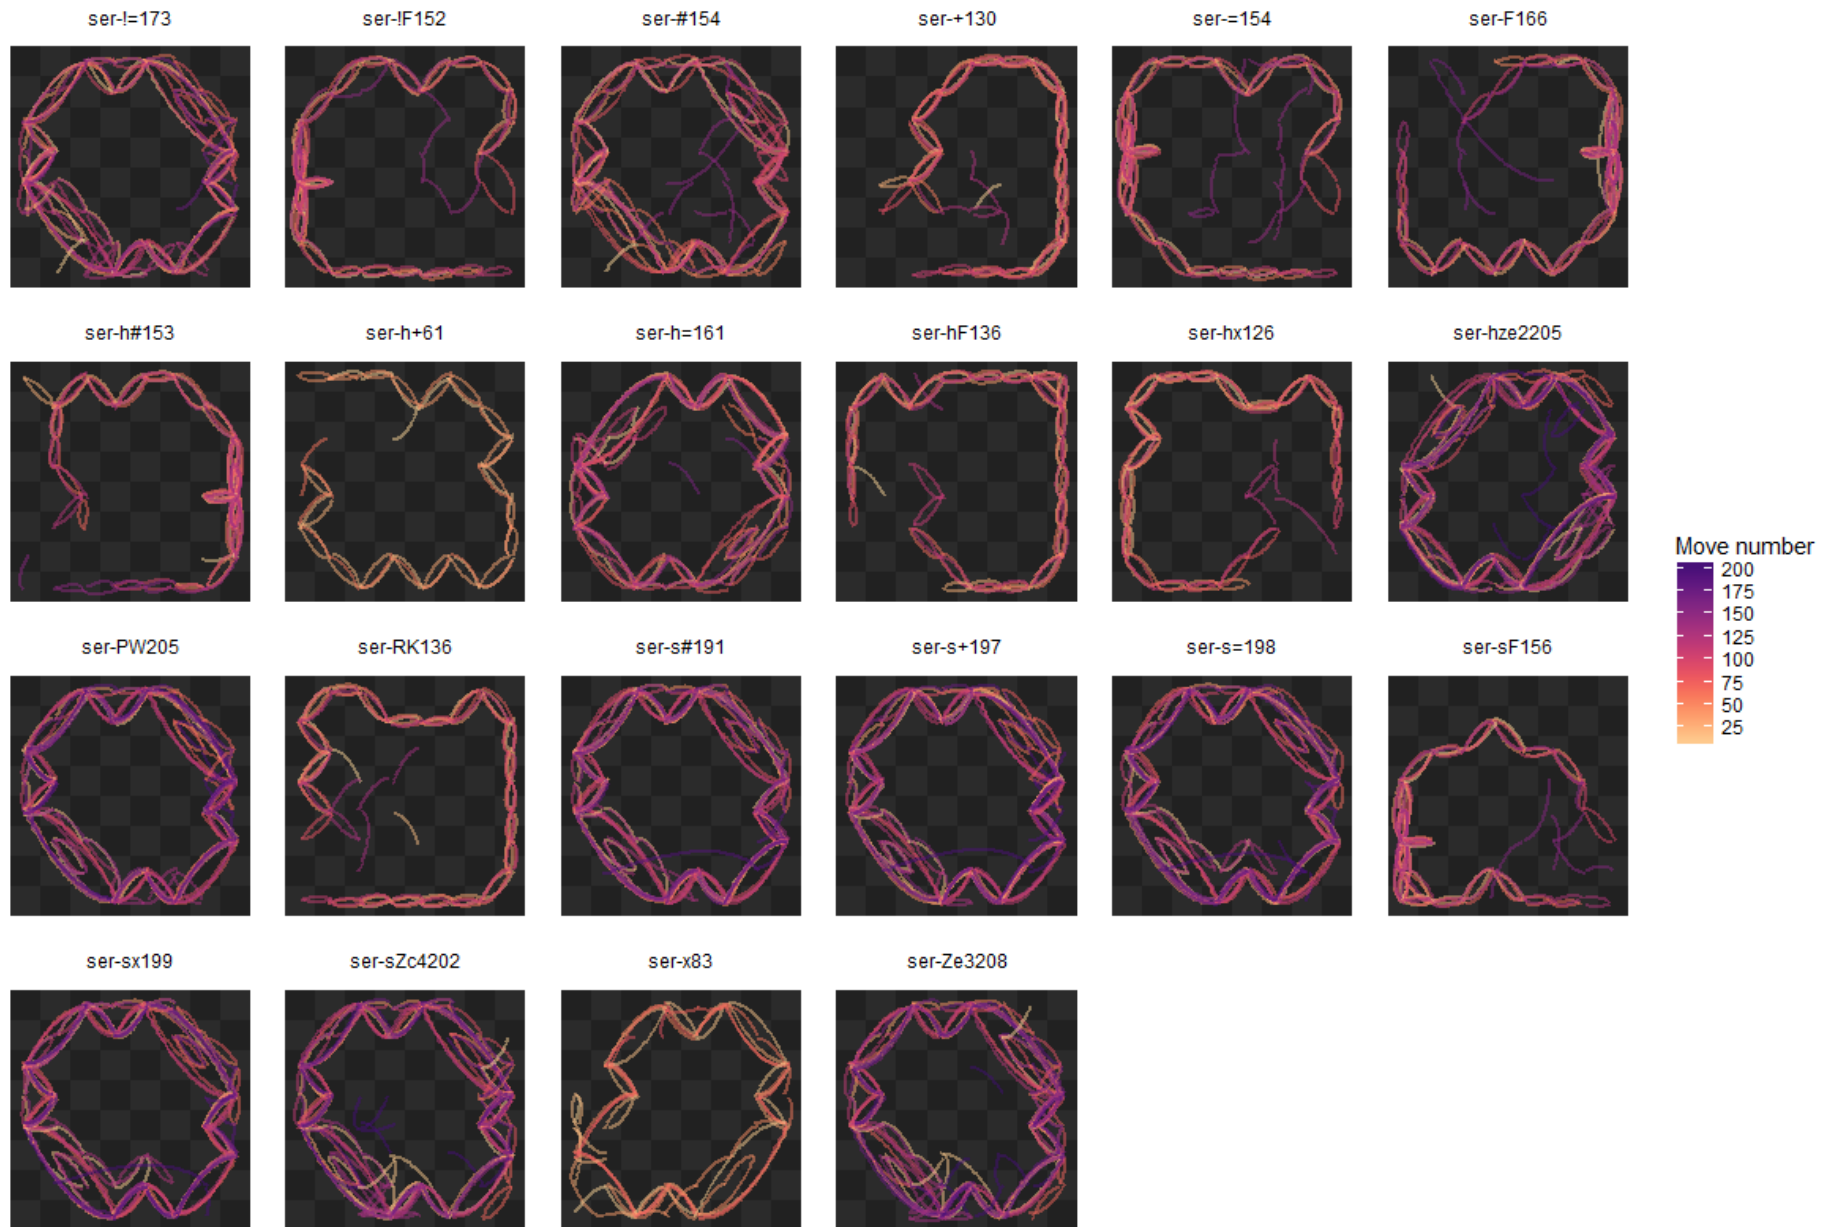 ser-!=173
ser-!F152
ser-#154
ser-+130
ser-=154
ser-F166
ser-h#153
ser-h+61
ser-h=161
ser-hF136
ser-hx126
ser-hze2205
Move number
200
175
150
125
100
75
50
25
ser-PW205
ser-RK136
ser-s#191
ser-s+197
ser-s=198
ser-sF156
ser-sx199
ser-sZc4202
ser-x83
ser-Ze3208